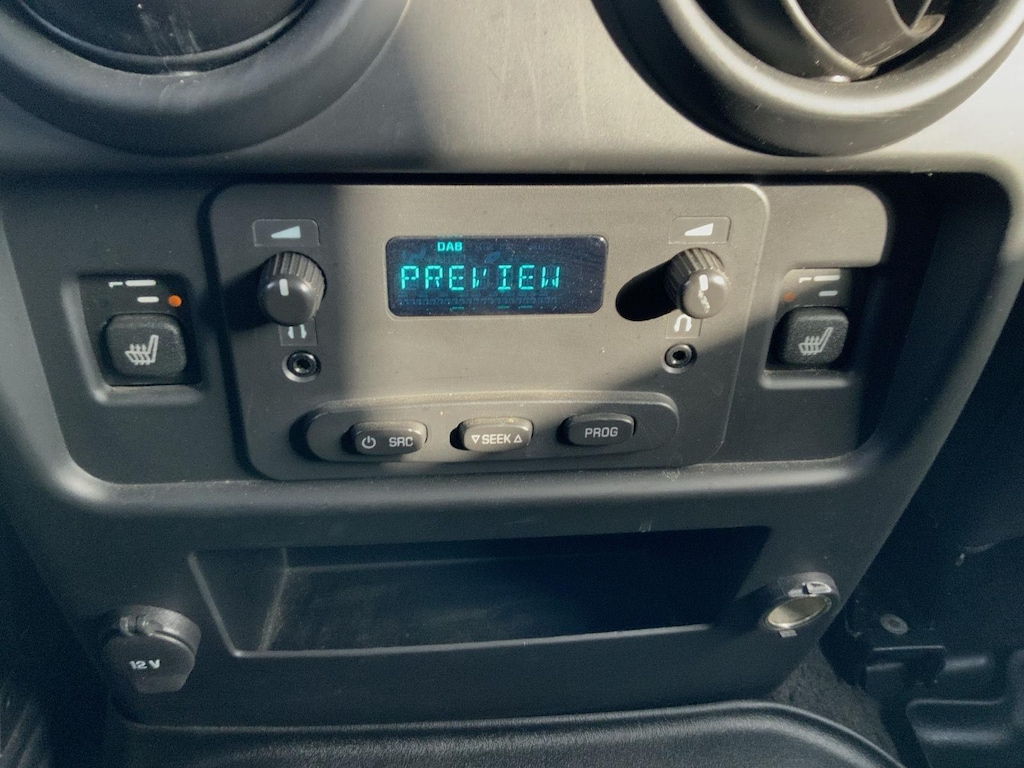 DAB
PREVIEW
SRC
SEEK
PROG
12 V